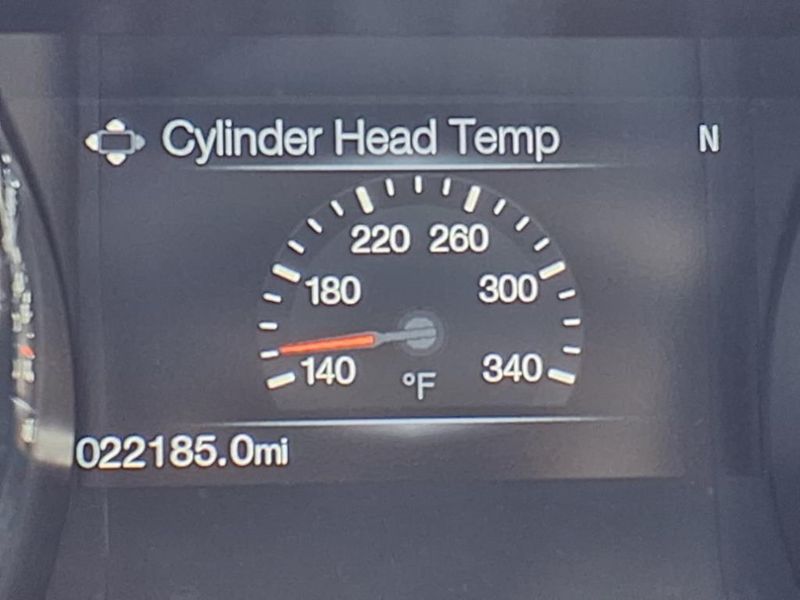 Cylinder Head Temp N
220 260
180 300
140 340
°F
022185.0mi